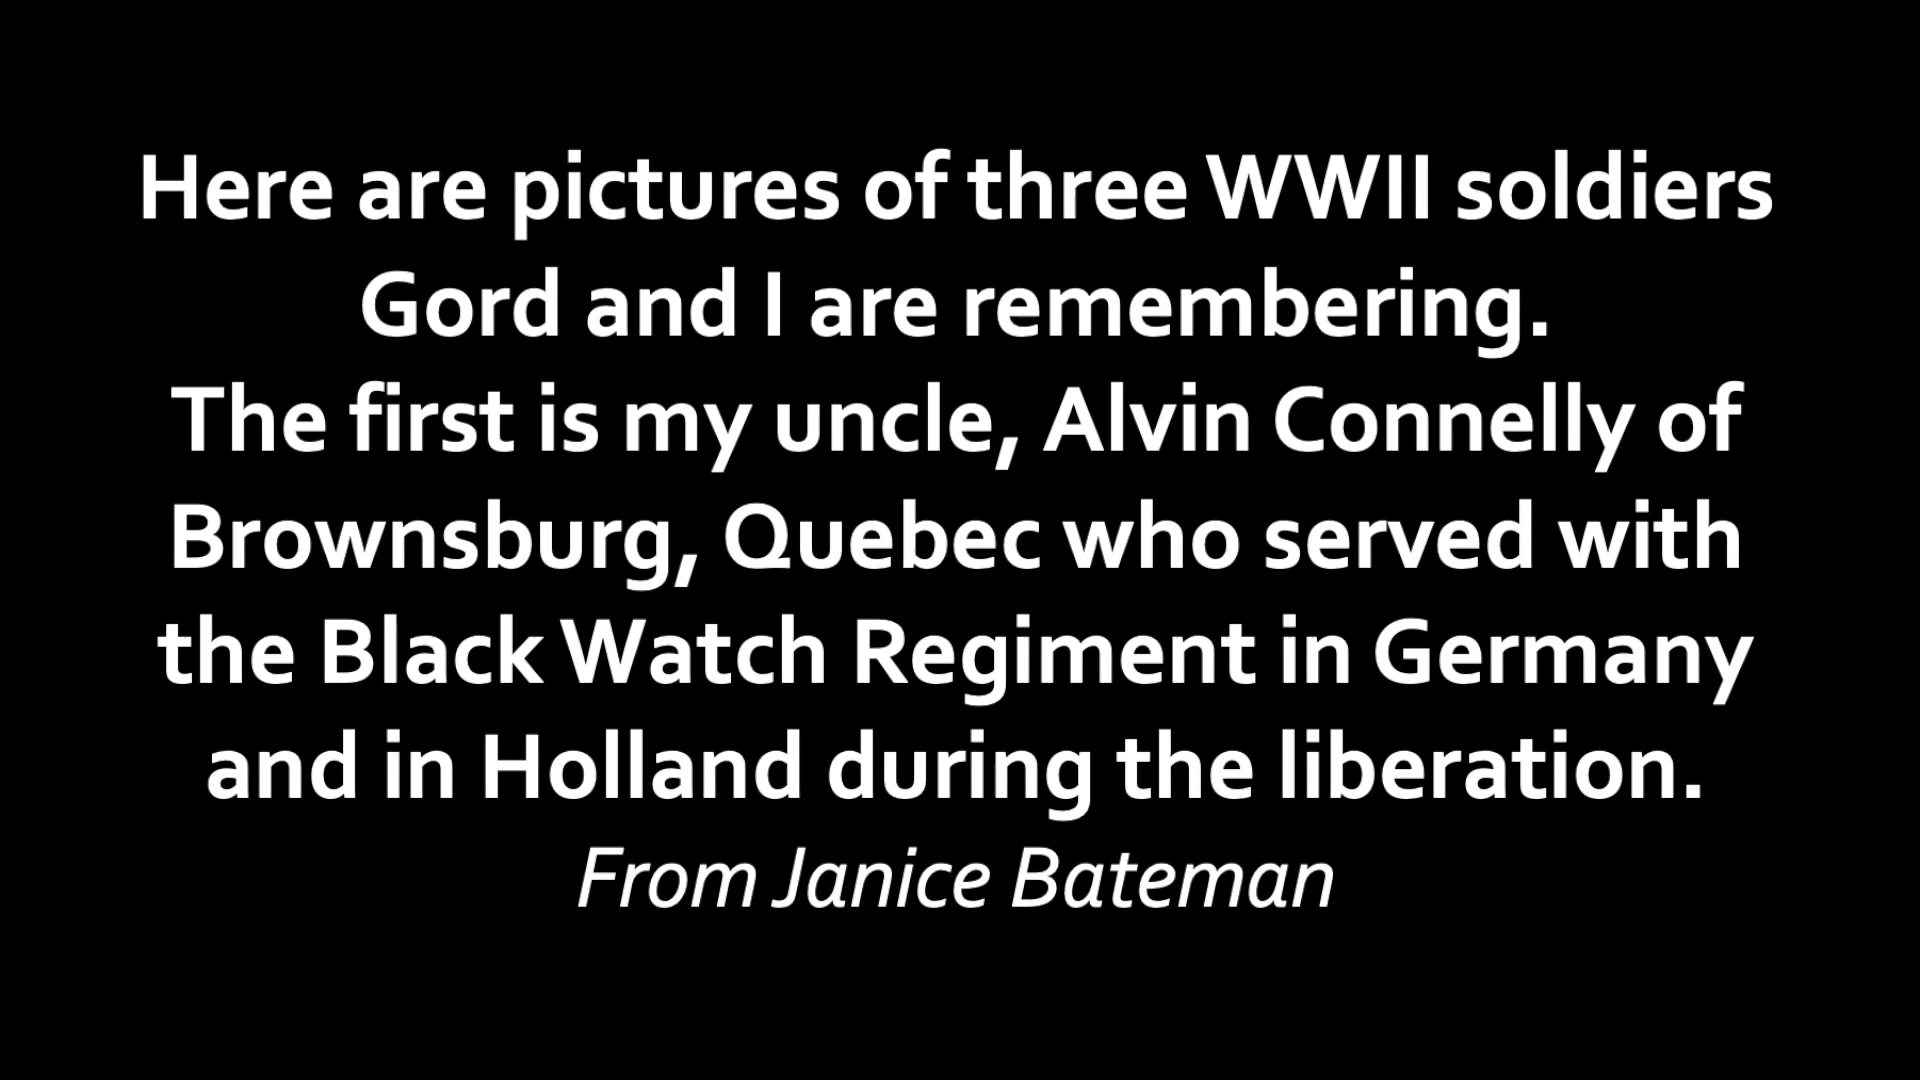 Here are pictures of three WWII soldiers
Gord and I are remembering.
The first is my uncle, Alvin Connelly of
Brownsburg, Quebec who served with
the Black Watch Regiment in Germany
and in Holland during the liberation.
From Janice Bateman